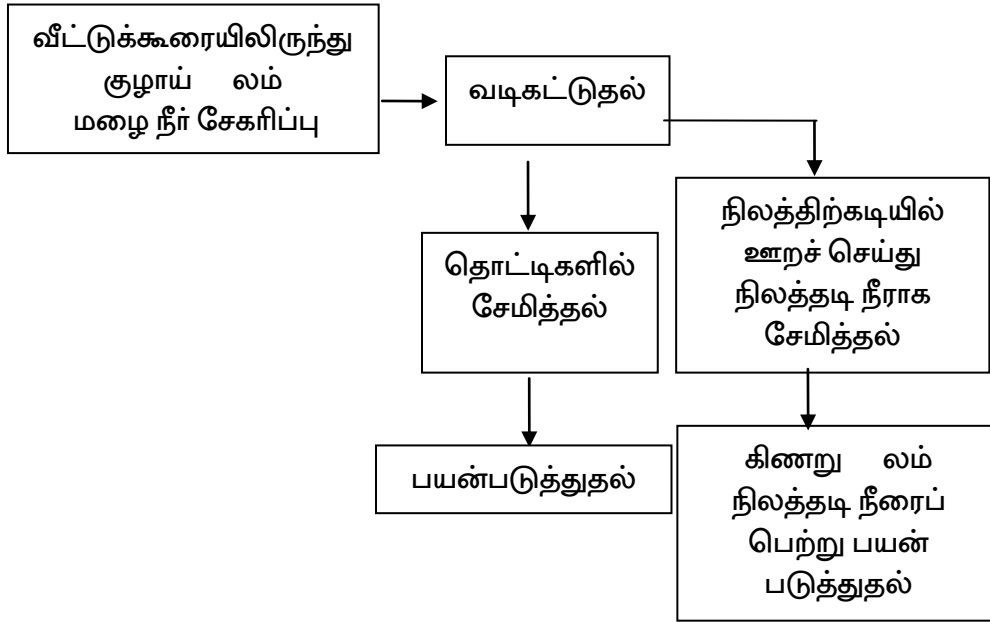 வீட்டுக்கூரையிலிருந்து
குழாய் லம்
மழை நீர் சேகரிப்பு
வடிகட்டுதல்
தொட்டிகளில்
சேமித்தல்
பயன்படுத்துதல்
நிலத்திற்கடியில்
ஊறச் செய்து
நிலத்தடி நீராக
சேமித்தல்
கிணறு லம்
நிலத்தடி நீரைப்
பெற்று பயன்
படுத்துதல்